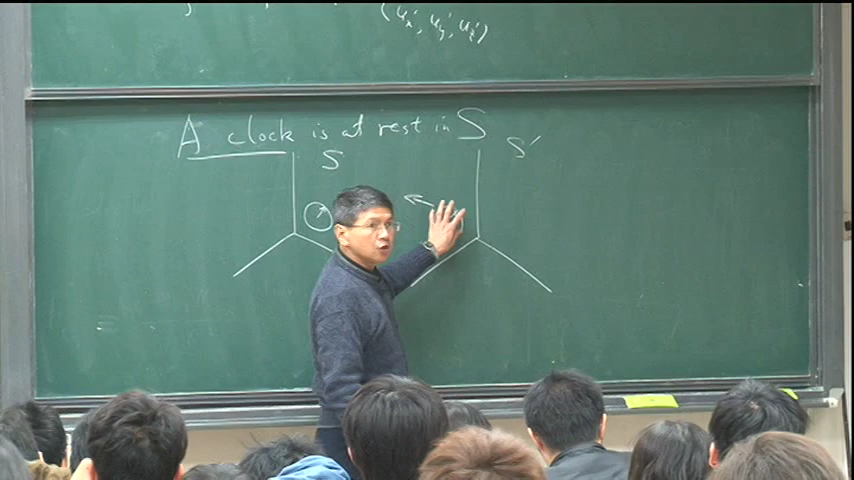 (u'x, u'y, u'z)
A clock is at rest in S
S S'